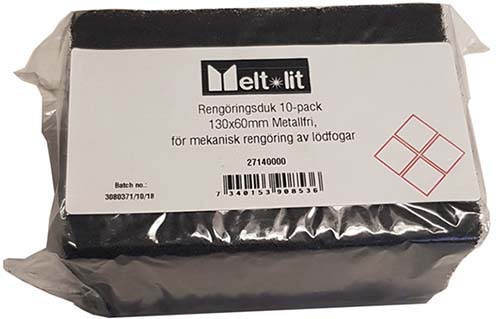 Melt lit
Rengöringsduk 10-pack
130x60mm Metallfri,
för mekanisk rengöring av lödfogar
27140000
Batch no.:
3080371/10/18
7 340153 908536